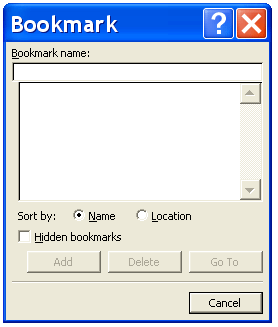 Bookmark ?
Bookmark name:
Sort by: Name Location
Hidden bookmarks
Add Delete Go To
Cancel